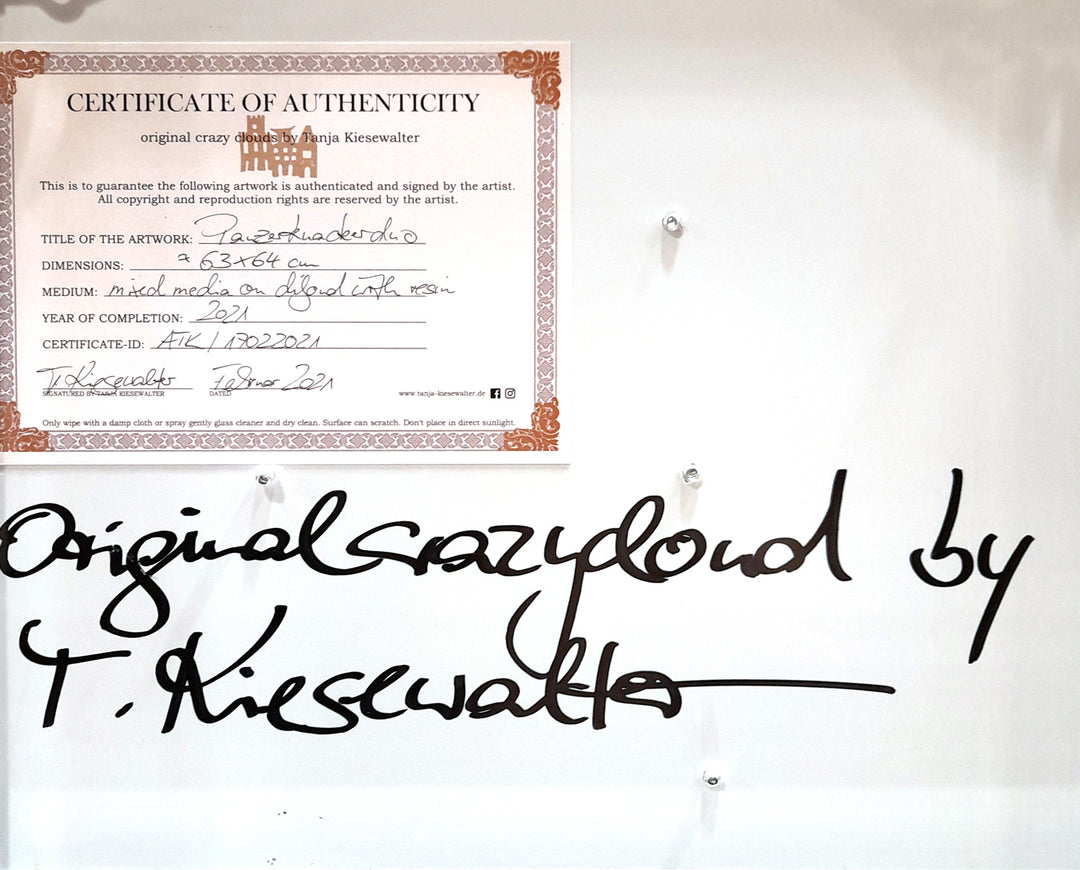 CERTIFICATE OF AUTHENTICITY
original crazy clouds by Tanja Kiesewalter
This is to guarantee the following artwork is authenticated and signed by the artist.
All copyright and reproduction rights are reserved by the artist.
TITLE OF THE ARTWORK: Panzerknackerduo
DIMENSIONS: 63x64 cm
MEDIUM: mixed media on dibond with resin
YEAR OF COMPLETION: 2021
CERTIFICATE-ID: ATK/17022021
T. Kiesewalter Februar 2021
SIGNATURED BY TANJA KIESEWALTER DATED www.tanja-kiesewalter.de
Only wipe with a damp cloth or spray gently glass cleaner and dry clean. Surface can scratch. Don't place in direct sunlight.
Original crazycloud by
T. Kiesewalter